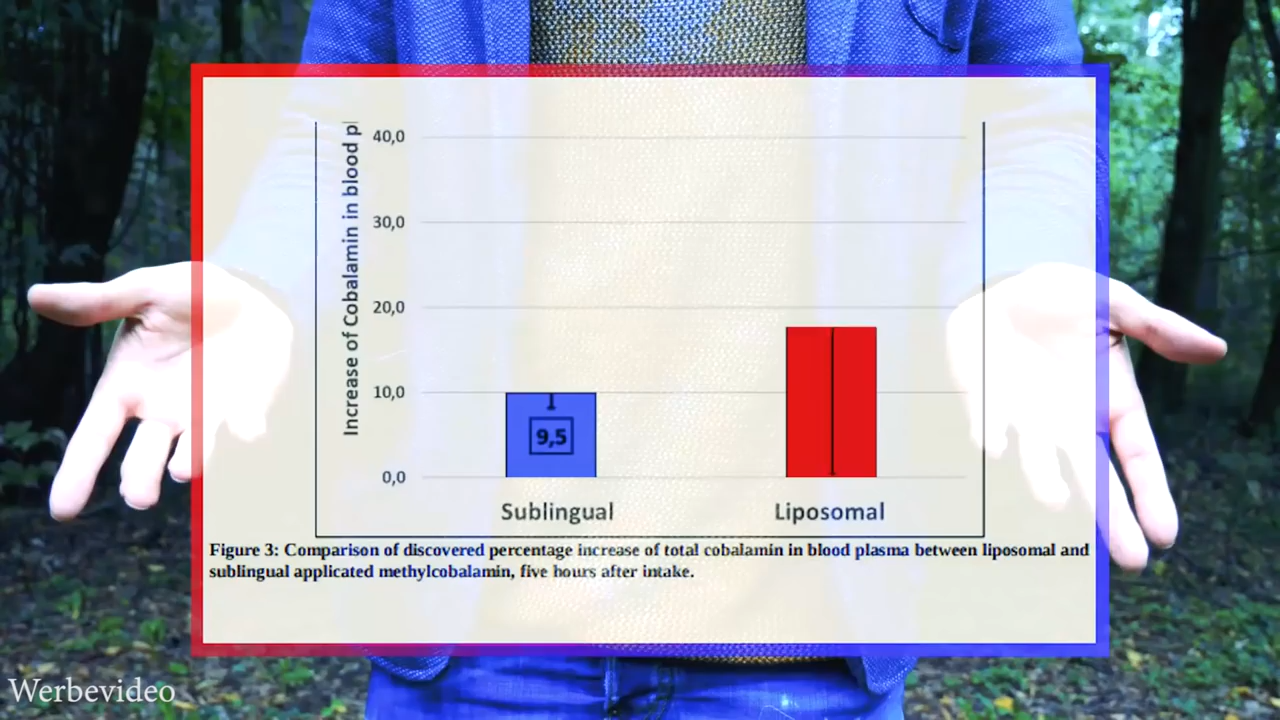 Increase of Cobalamin in blood p
40,0
30,0
20,0
10,0
0,0
9,5
Sublingual
Liposomal
Figure 3: Comparison of discovered percentage increase of total cobalamin in blood plasma between liposomal and
sublingual applicated methylcobalamin, five hours after intake.
Werbevideo